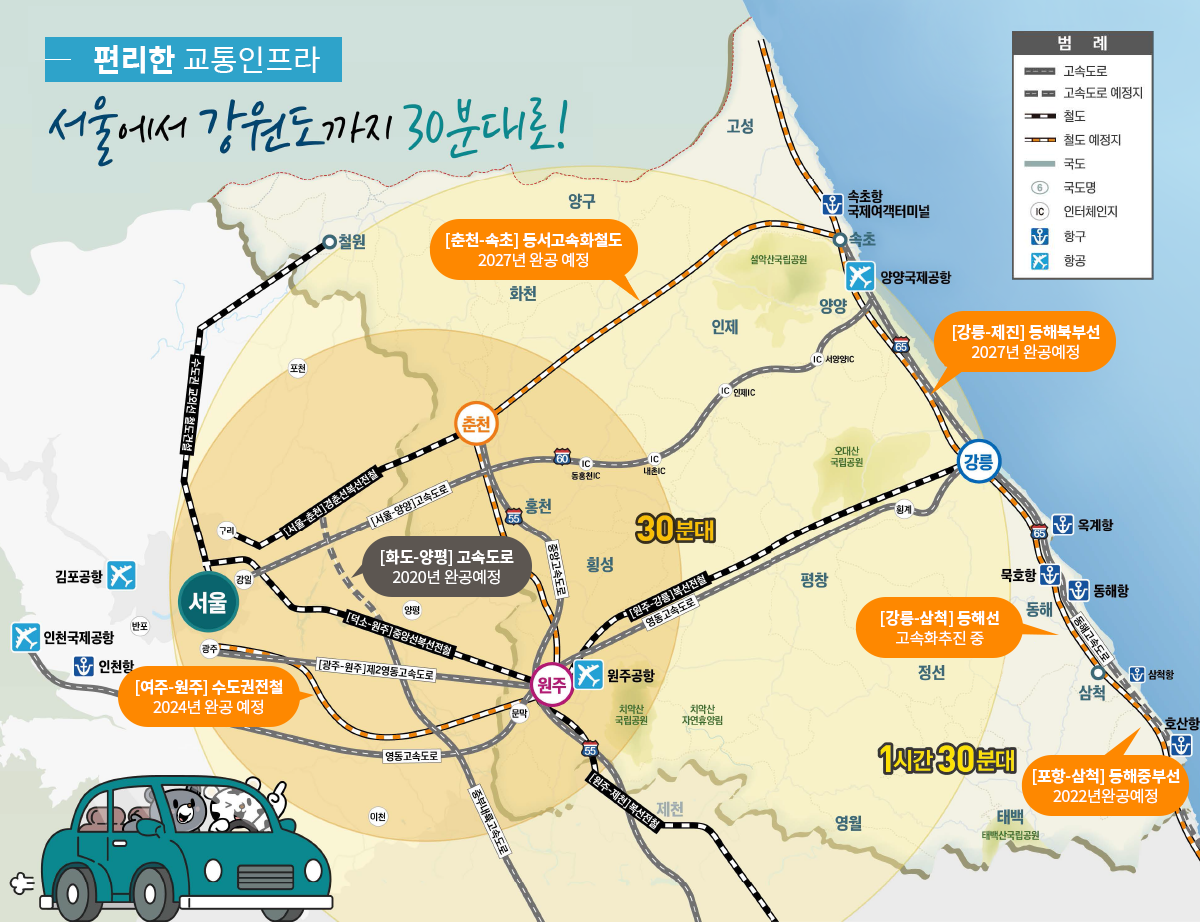 편리한 교통인프라
서울에서 강원도까지 30분대로!
범 례
고속도로
고속도로 예정지
철도
철도 예정지
국도
6 국도명
IC 인터체인지
항구
항공
고성
양구
속초항
국제여객터미널
철원
[춘천-속초] 동서고속화철도
2027년 완공 예정
속초
설악산국립공원
양양국제공항
화천
양양
인제
[강릉-제진] 동해북부선
2027년 완공예정
65
IC 서양양IC
수도권 교외선 철도건설
포천
IC 인제IC
춘천
오대산
국립공원
강릉
60
IC
동홍천IC
IC
내촌IC
[서울-춘천]경춘선복선전철
[서울-양양]고속도로
홍천
55
횡계
구리
30분대
65
옥계항
[화도-양평] 고속도로
2020년 완공예정
중앙고속도로
횡성
김포공항
강일
평창
묵호항
동해항
[원주-강릉]복선전철
영동고속도로
서울
양평
동해
반포
[덕소-원주]중앙선복선전철
[강릉-삼척] 동해선
고속화추진 중
동해고속도로
인천국제공항
광주
인천항
[광주-원주]제2영동고속도로
원주
원주공항
정선
삼척항
삼척
[여주-원주] 수도권전철
2024년 완공 예정
문막
치악산
국립공원
치악산
자연휴양림
호산항
55
영동고속도로
1시간 30분대
[포항-삼척] 동해중부선
2022년완공예정
[원주-제천]복선전철
중부내륙고속도로
이천
제천
영월
태백
태백산국립공원